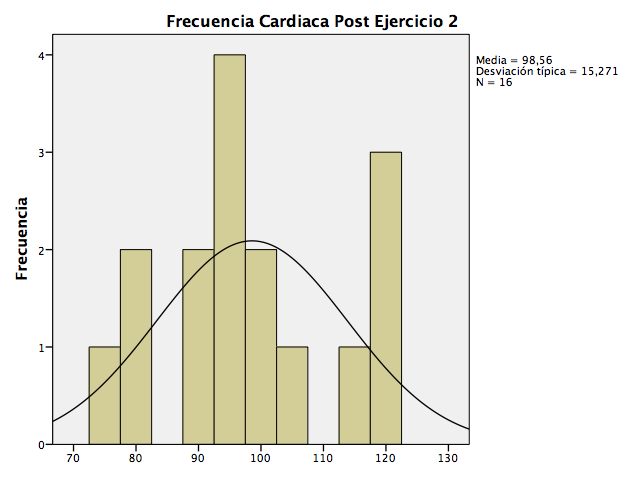 Frecuencia Cardiaca Post Ejercicio 2
Media = 98,56
Desviación típica = 15,271
N = 16
Frecuencia
4
3
2
1
0
70 80 90 100 110 120 130